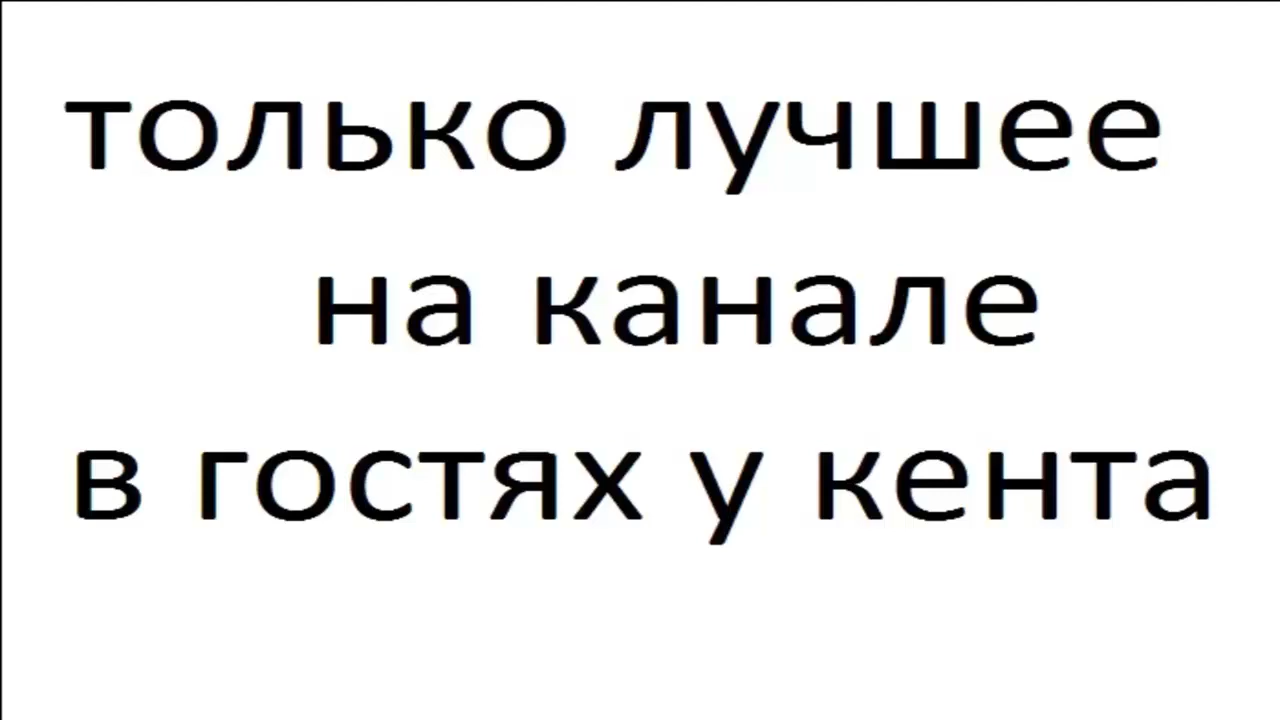 только лучшее
на канале
в гостях у кента